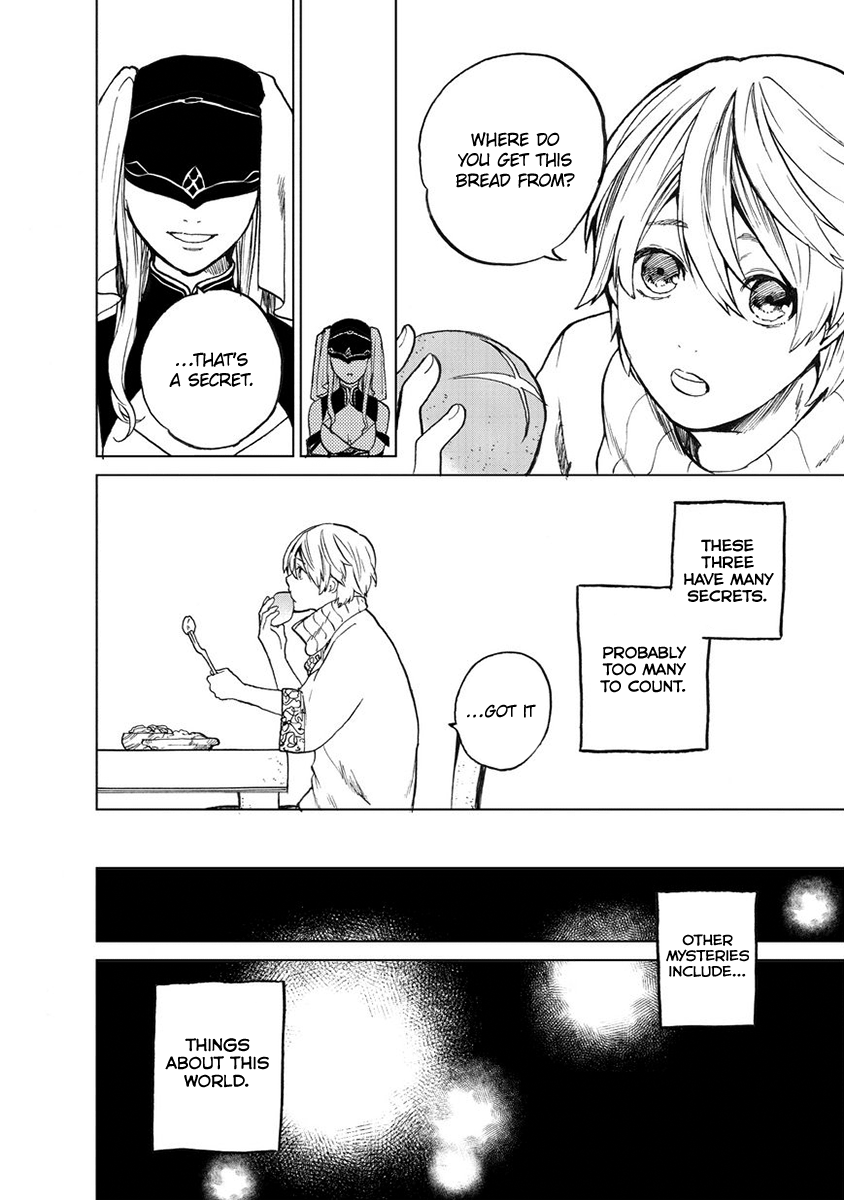 WHERE DO
YOU GET THIS
BREAD FROM?
...THAT'S
A SECRET.
THESE
THREE
HAVE MANY
SECRETS.
PROBABLY
TOO MANY
TO COUNT.
...GOT IT
OTHER
MYSTERIES
INCLUDE...
THINGS
ABOUT THIS
WORLD.